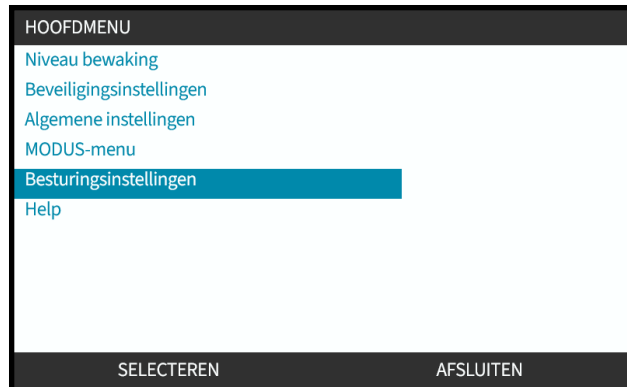 HOOFDMENU
Niveau bewaking
Beveiligingsinstellingen
Algemene instellingen
MODUS-menu
Besturingsinstellingen
Help
SELECTEREN AFSLUITEN